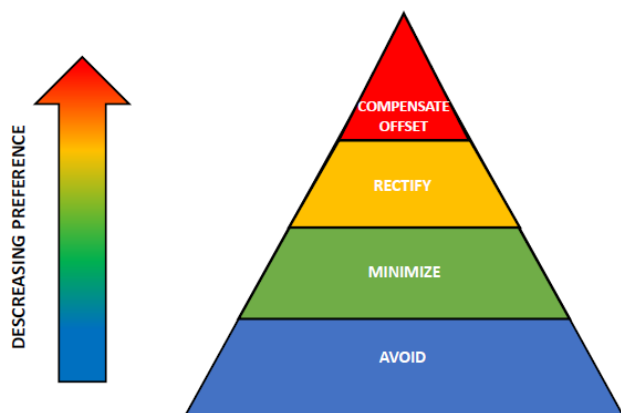 DESCREASING PREFERENCE
COMPENSATE
OFFSET
RECTIFY
MINIMIZE
AVOID